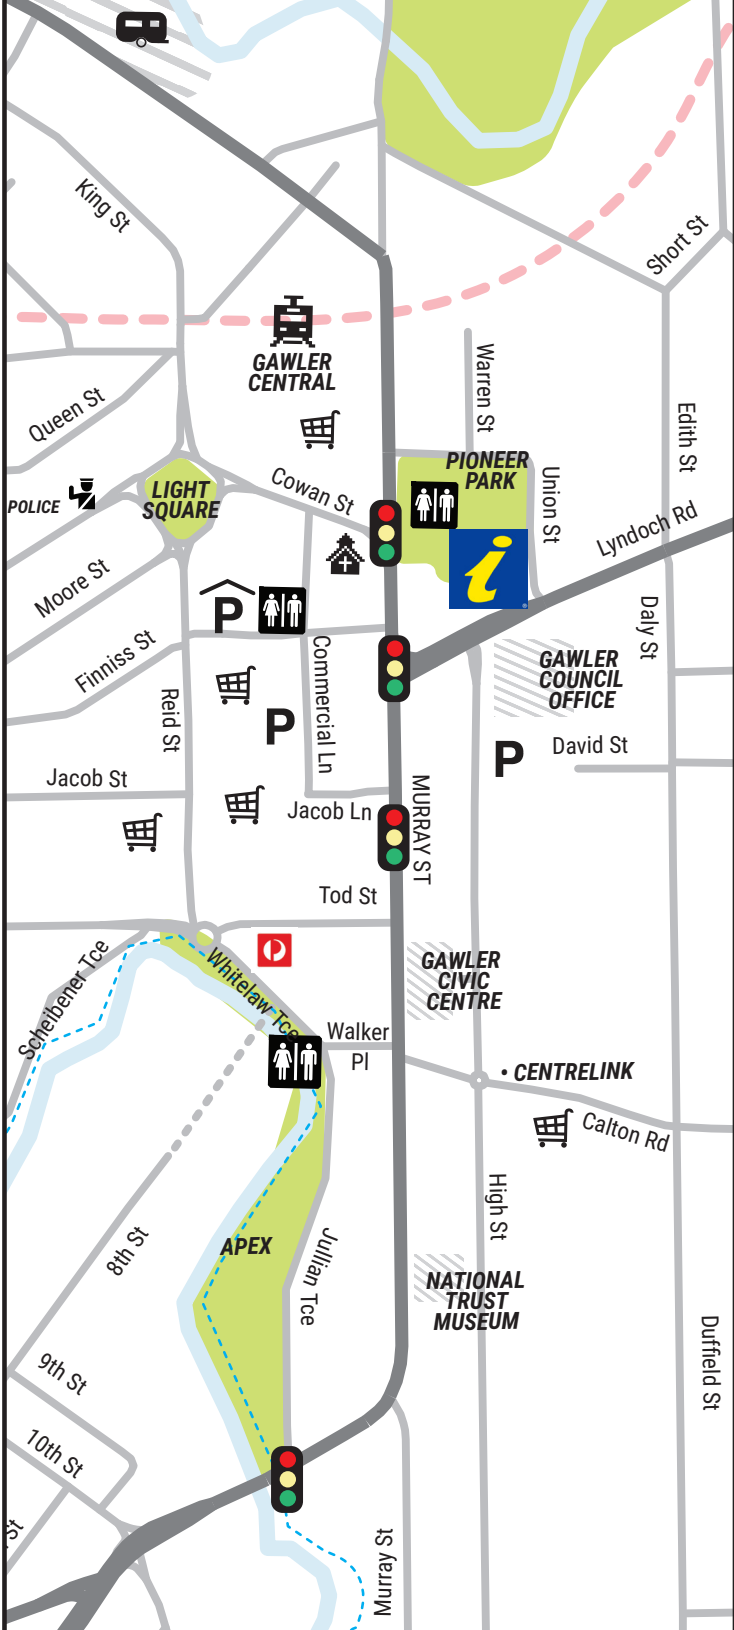 King St
Short St
GAWLER
CENTRAL
Warren St
Queen St
Edith St
PIONEER
PARK
Cowan St
LIGHT
SQUARE
POLICE
Union St
Lyndoch Rd
i
Moore St
P
Daly St
Finniss St
Commercial Ln
GAWLER
COUNCIL
OFFICE
Reid St
P
David St
P
Jacob St
Jacob Ln
MURRAY ST
Tod St
Scheibener Tce
Whitelaw Tce
GAWLER
CIVIC
CENTRE
Walker
Pl
• CENTRELINK
Calton Rd
High St
8th St
APEX
Jullian Tce
NATIONAL
TRUST
MUSEUM
Duffield St
9th St
10th St
St
Murray St